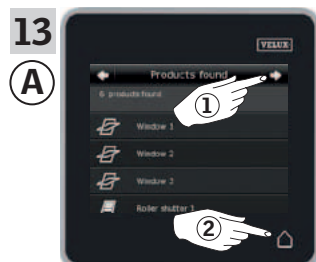 13
A
VELUX
Products found
6 products found
1
Window 1
Window 2
Window 3
Roller shutter 1
2